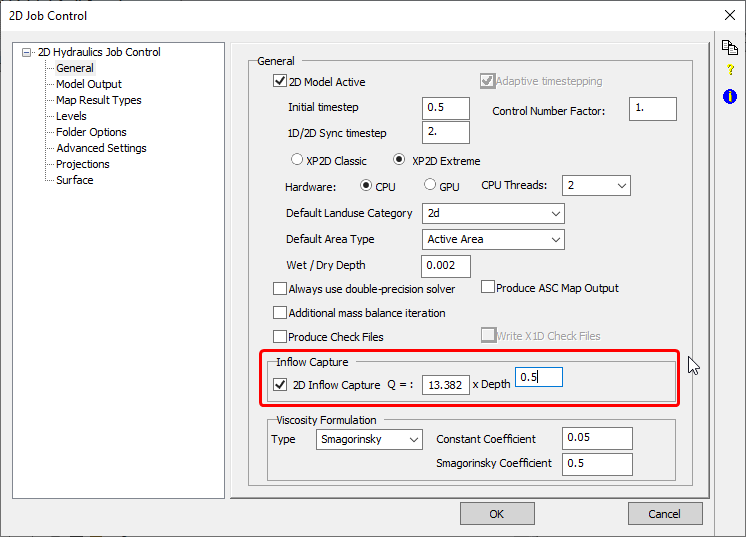 2D Job Control
2D Hydraulics Job Control
General
Model Output
Map Result Types
Levels
Folder Options
Advanced Settings
Projections
Surface
General
2D Model Active
Adaptive timestepping
Initial timestep 0.5 Control Number Factor: 1.
1D/2D Sync timestep 2.
XP2D Classic XP2D Extreme
Hardware: CPU GPU CPU Threads: 2
Default Landuse Category 2d
Default Area Type Active Area
Wet / Dry Depth 0.002
Always use double-precision solver Produce ASC Map Output
Additional mass balance iteration
Produce Check Files Write X1D Check Files
Inflow Capture
2D Inflow Capture Q = : 13.382 x Depth 0.5
Viscosity Formulation
Type Smagorinsky Constant Coefficient 0.05
Smagorinsky Coefficient 0.5
OK Cancel